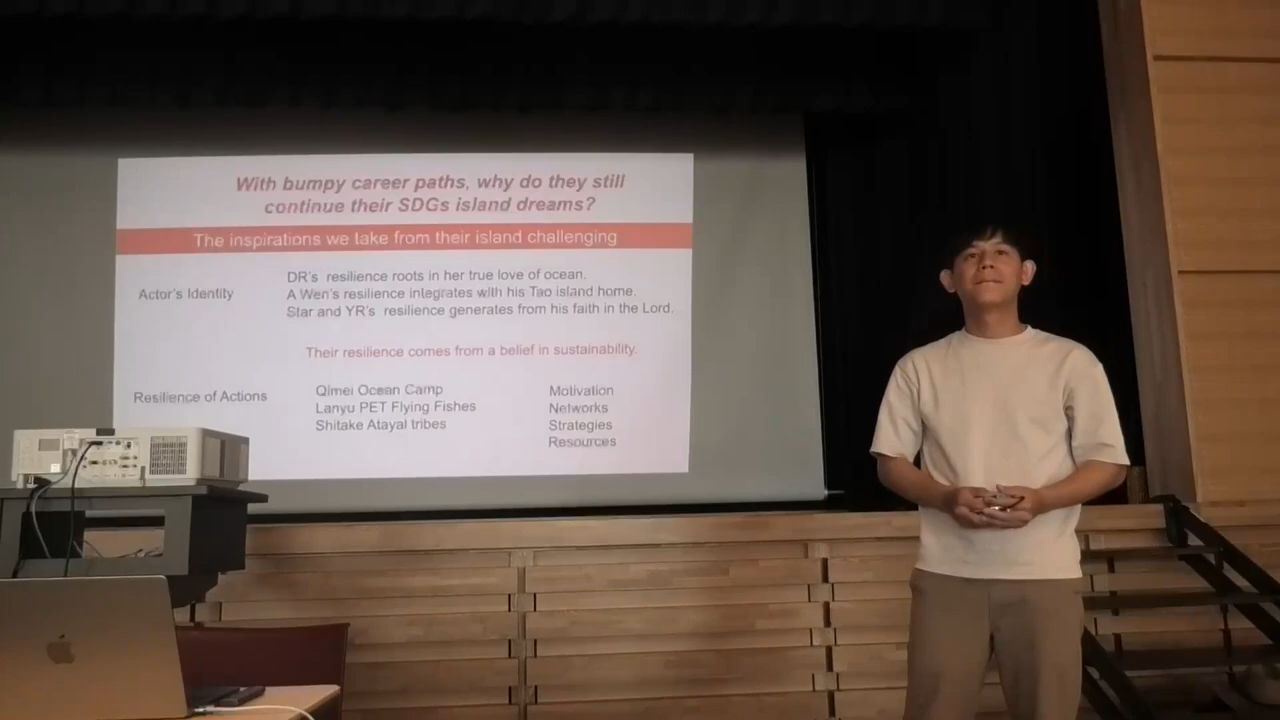 With bumpy career paths, why do they still
continue their SDGs island dreams?
The inspirations we take from their island challenging
Actor's Identity
DR's resilience roots in her true love of ocean.
A Wen's resilience integrates with his Tao island home.
Star and YR's resilience generates from his faith in the Lord.
Their resilience comes from a belief in sustainability.
Resilience of Actions
Qimei Ocean Camp
Lanyu PET Flying Fishes
Shitake Atayal tribes
Motivation
Networks
Strategies
Resources